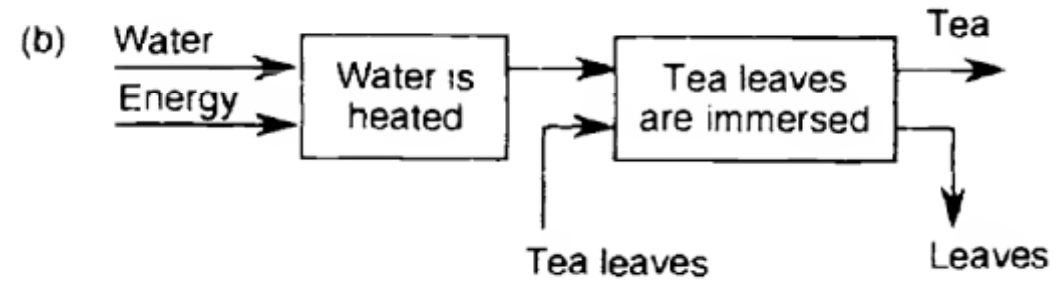 (b) Water
Energy
Water is
heated
Tea leaves
are immersed
Tea
Tea leaves
Leaves